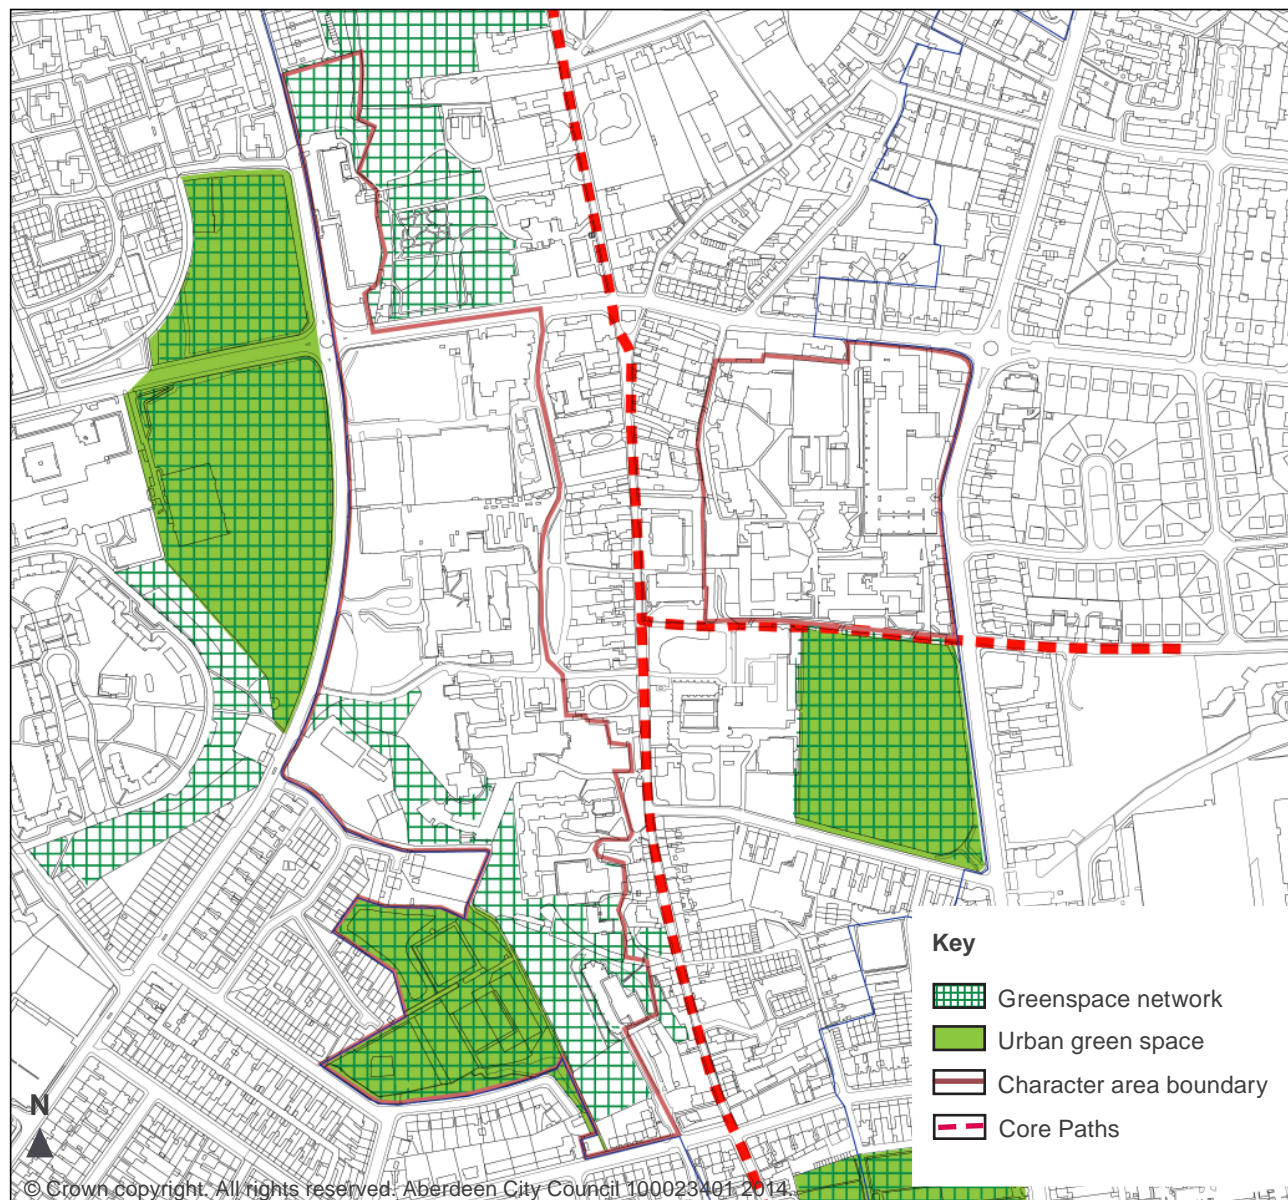 Key
Greenspace network
Urban green space
Character area boundary
Core Paths
N
© Crown copyright. All rights reserved. Aberdeen City Council 100023401 2014.